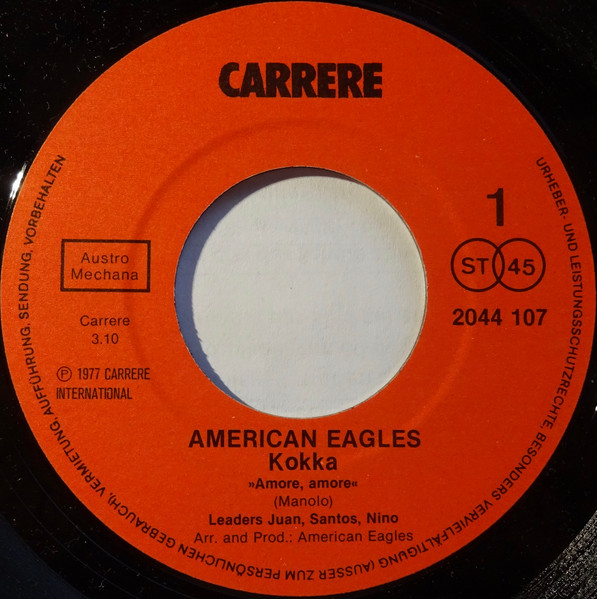 CARRERE
1
ST 45
2044 107
Austro
Mechana
Carrere
3.10
Ⓟ 1977 CARRERE
INTERNATIONAL
AMERICAN EAGLES
Kokka
»Amore, amore«
(Manolo)
Leaders Juan, Santos, Nino
Arr. and Prod.: American Eagles
URHEBER- UND LEISTUNGSSCHUTZRECHTE, BESONDERS VERVIELFÄLTIGUNG (AUSSER ZUM PERSÖNLICHEN GEBRAUCH), VERMIETUNG, AUFFÜHRUNG, SENDUNG, VORBEHALTEN